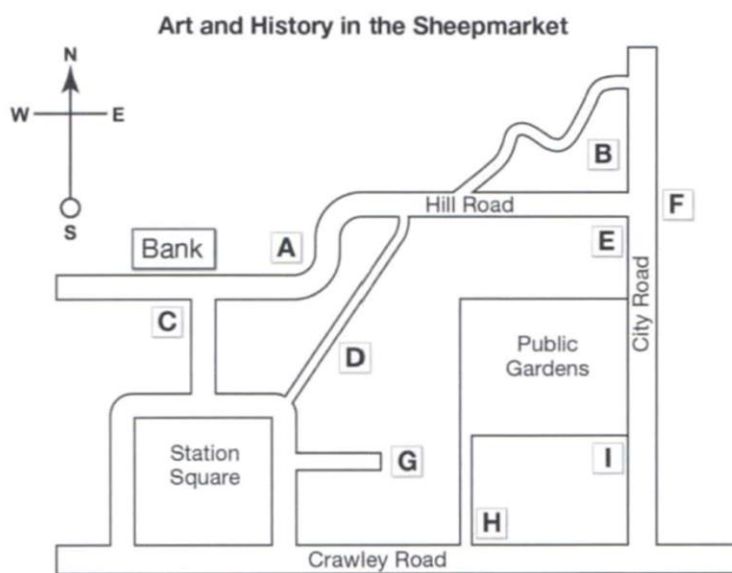 Art and History in the Sheepmarket
N
W
E
S
B
Hill Road
F
A
E
Bank
C
City Road
Public
Gardens
D
Station
Square
G
I
H
Crawley Road